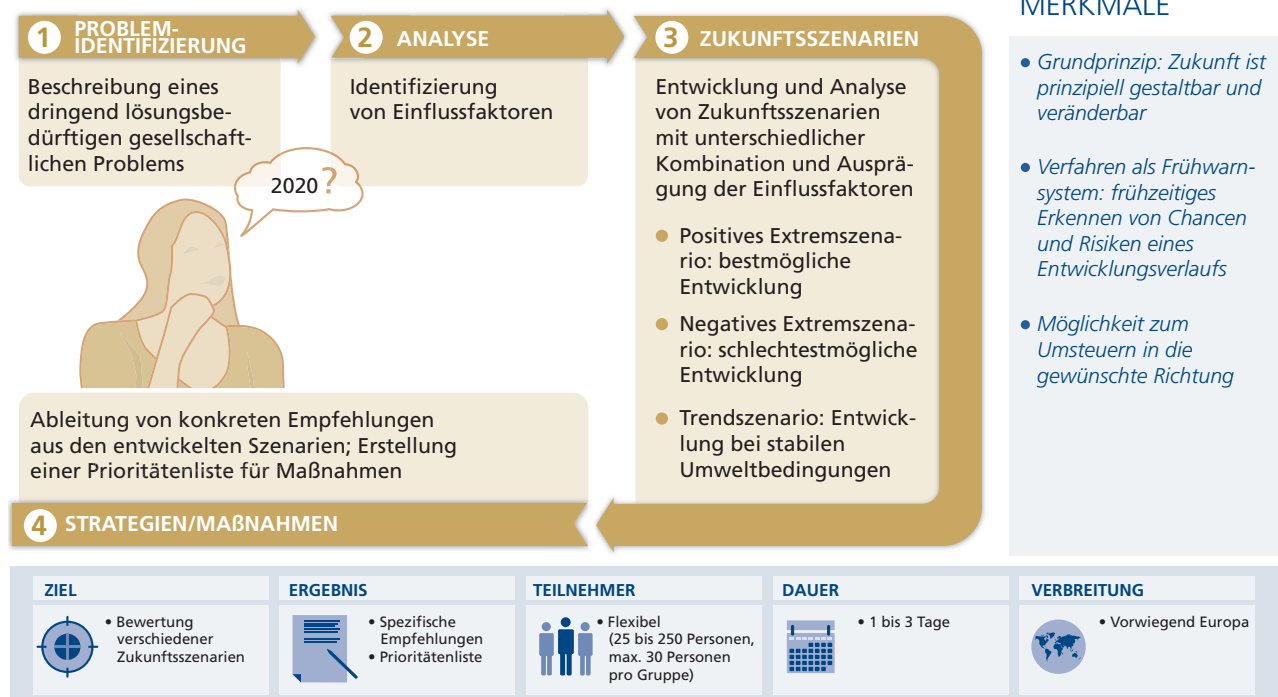 1 PROBLEM-
IDENTIFIZIERUNG
Beschreibung eines
dringend lösungsbe-
dürftigen gesellschaft-
lichen Problems
2 ANALYSE
Identifizierung
von Einflussfaktoren
2020 ?
3 ZUKUNFTSSZENARIEN
Entwicklung und Analyse
von Zukunftsszenarien
mit unterschiedlicher
Kombination und Ausprä-
gung der Einflussfaktoren
● Positives Extremszena-
rio: bestmögliche
Entwicklung
● Negatives Extremszena-
rio: schlechtestmögliche
Entwicklung
● Trendszenario: Entwick-
lung bei stabilen
Umweltbedingungen
Ableitung von konkreten Empfehlungen
aus den entwickelten Szenarien; Erstellung
einer Prioritätenliste für Maßnahmen
4 STRATEGIEN/MAßNAHMEN
MERKMALE
● Grundprinzip: Zukunft ist
prinzipiell gestaltbar und
veränderbar
● Verfahren als Frühwarn-
system: frühzeitiges
Erkennen von Chancen
und Risiken eines
Entwicklungsverlaufs
● Möglichkeit zum
Umsteuern in die
gewünschte Richtung
ZIEL
• Bewertung
verschiedener
Zukunftsszenarien
ERGEBNIS
• Spezifische
Empfehlungen
• Prioritätenliste
TEILNEHMER
• Flexibel
(25 bis 250 Personen,
max. 30 Personen
pro Gruppe)
DAUER
• 1 bis 3 Tage
VERBREITUNG
• Vorwiegend Europa